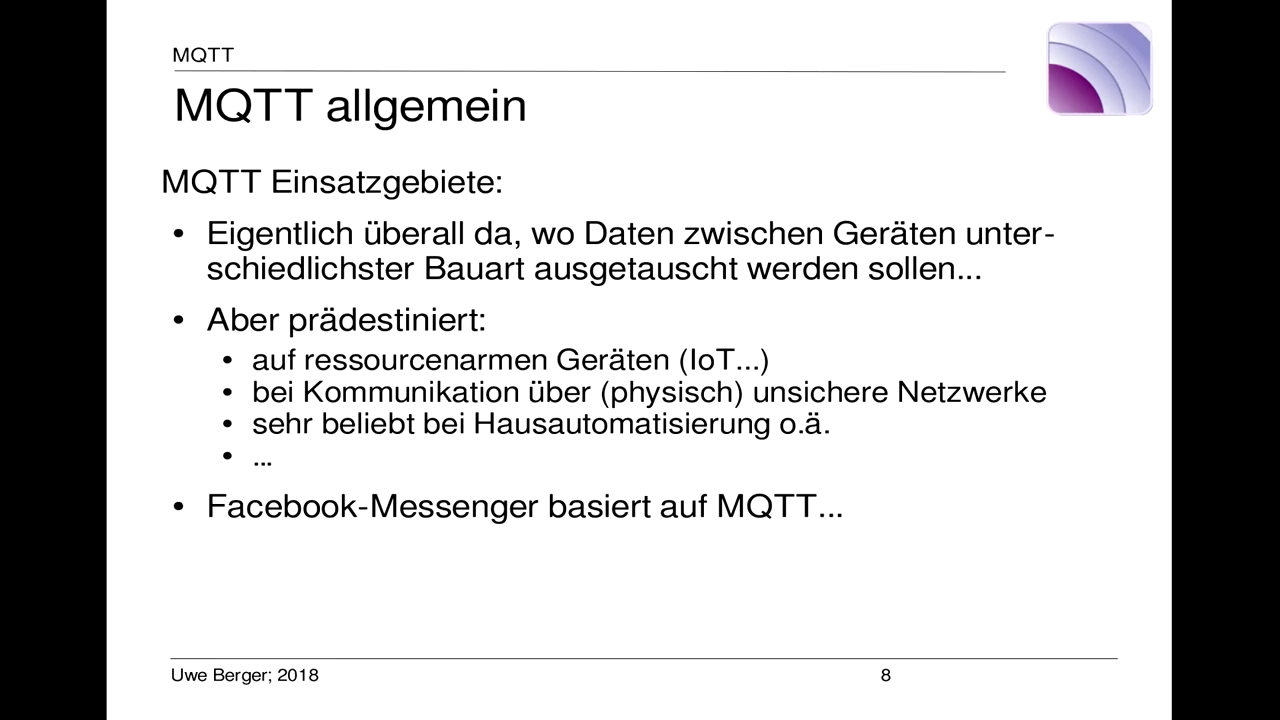 MQTT
MQTT allgemein
MQTT Einsatzgebiete:
• Eigentlich überall da, wo Daten zwischen Geräten unter-
schiedlichster Bauart ausgetauscht werden sollen...
• Aber prädestiniert:
• auf ressourcenarmen Geräten (IoT...)
• bei Kommunikation über (physisch) unsichere Netzwerke
• sehr beliebt bei Hausautomatisierung o.ä.
• ...
• Facebook-Messenger basiert auf MQTT...
Uwe Berger; 2018 8